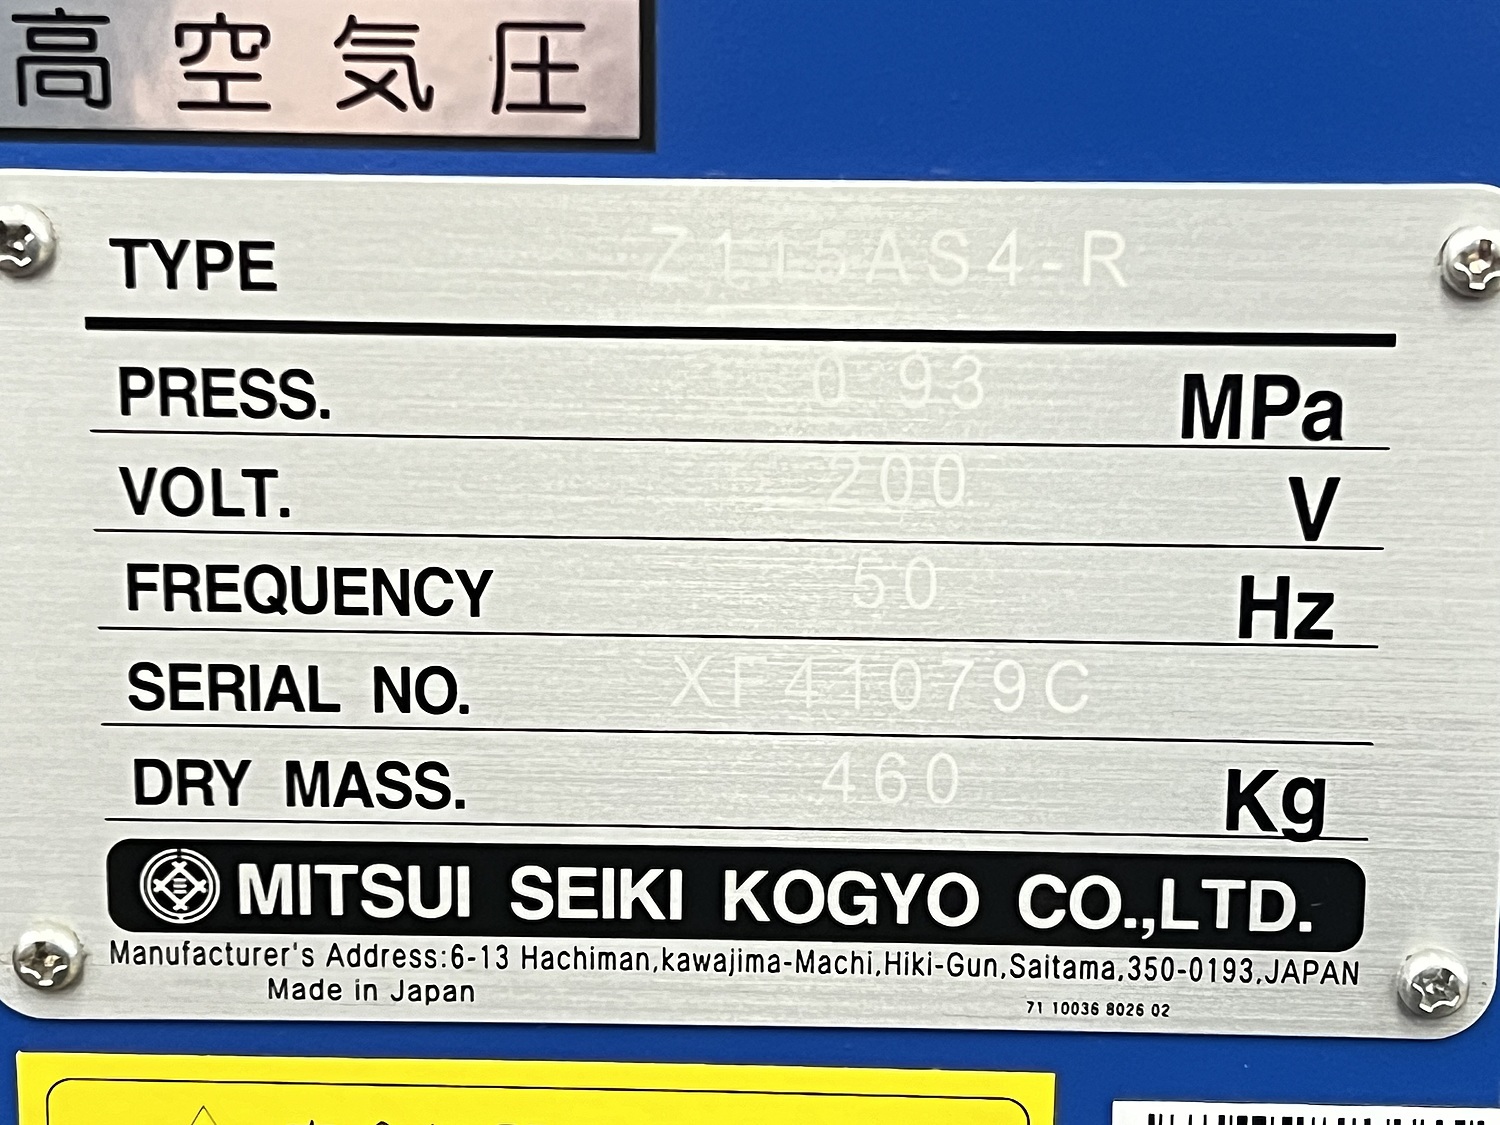 高空気圧
TYPE Z115AS4-R
PRESS. 0.93 MPa
VOLT. 200 V
FREQUENCY 50 Hz
SERIAL NO. XF41079C
DRY MASS. 460 Kg
MITSUI SEIKI KOGYO CO.,LTD.
Manufacturer's Address:6-13 Hachiman,kawajima-Machi,Hiki-Gun,Saitama,350-0193,JAPAN
Made in Japan
71 10036 8026 02